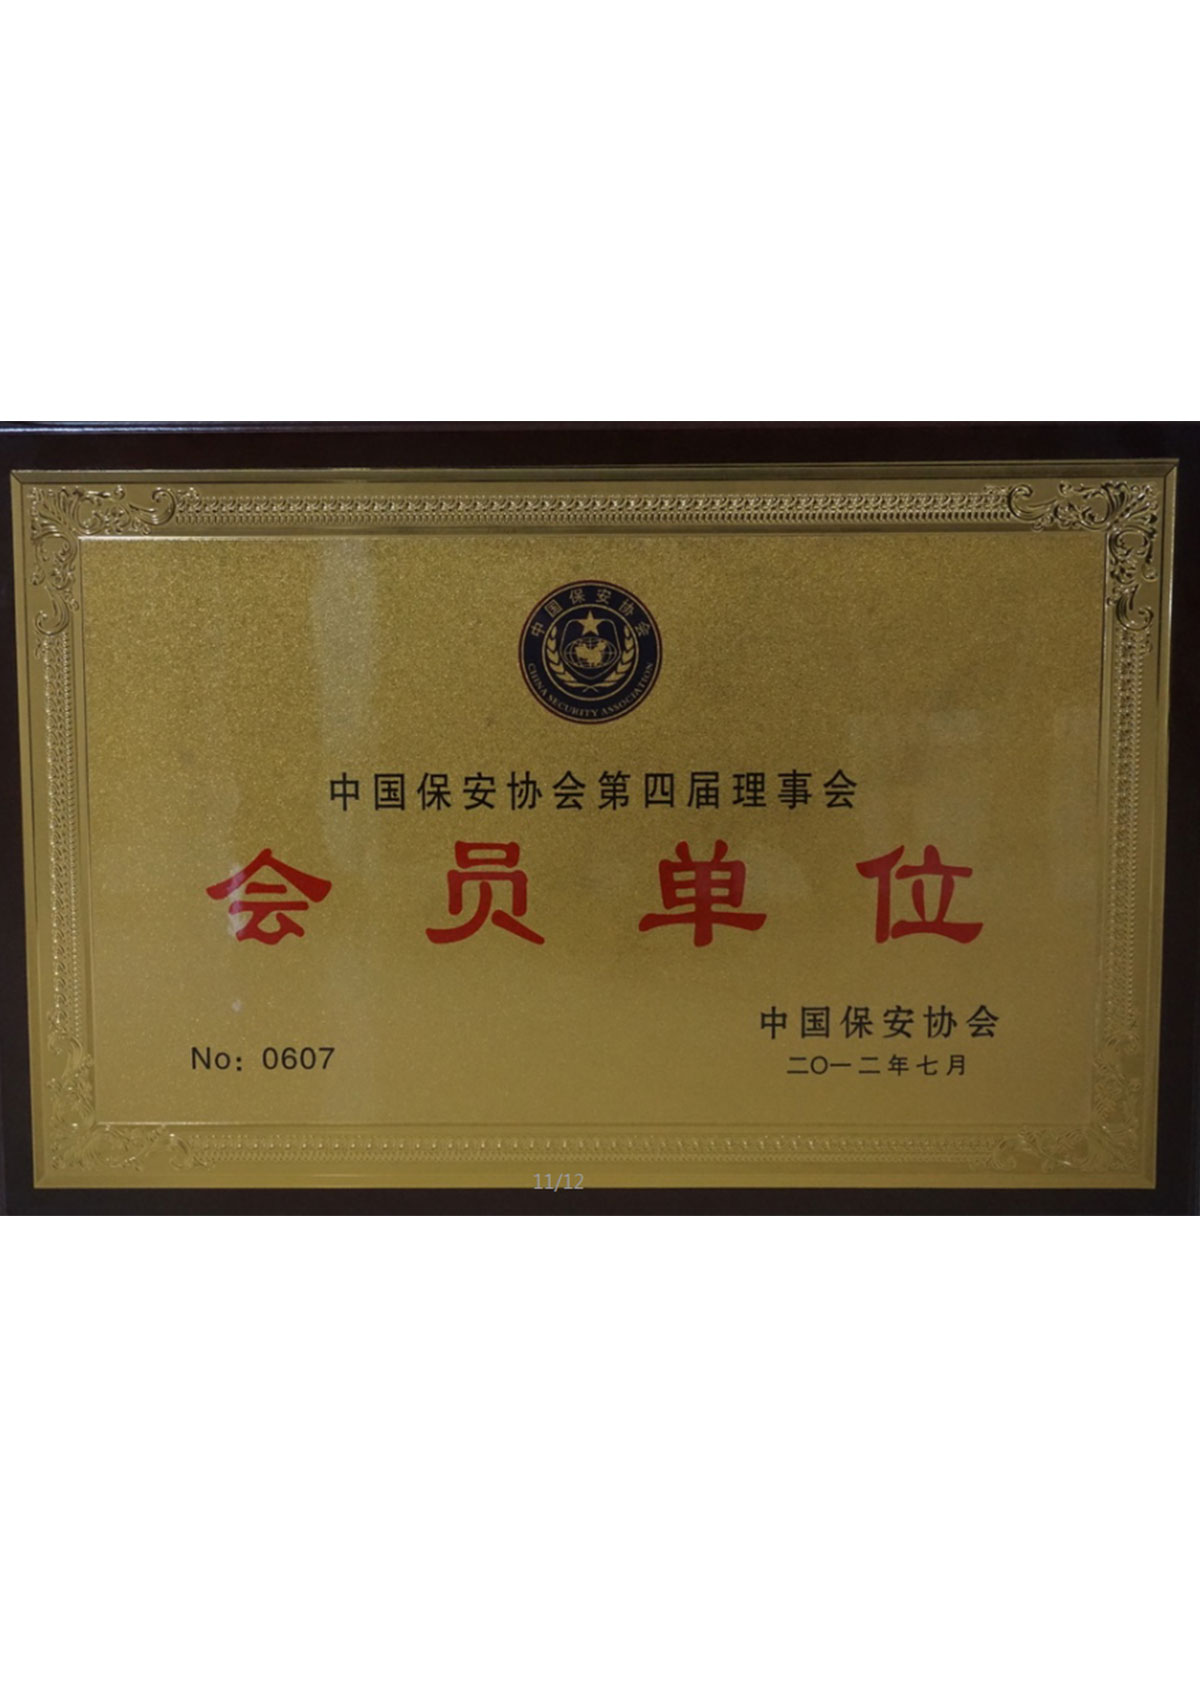 中国保安协会
CHINA SECURITY ASSOCIATION
中国保安协会第四届理事会
会员单位
中国保安协会
No: 0607
二〇一二年七月
11/12